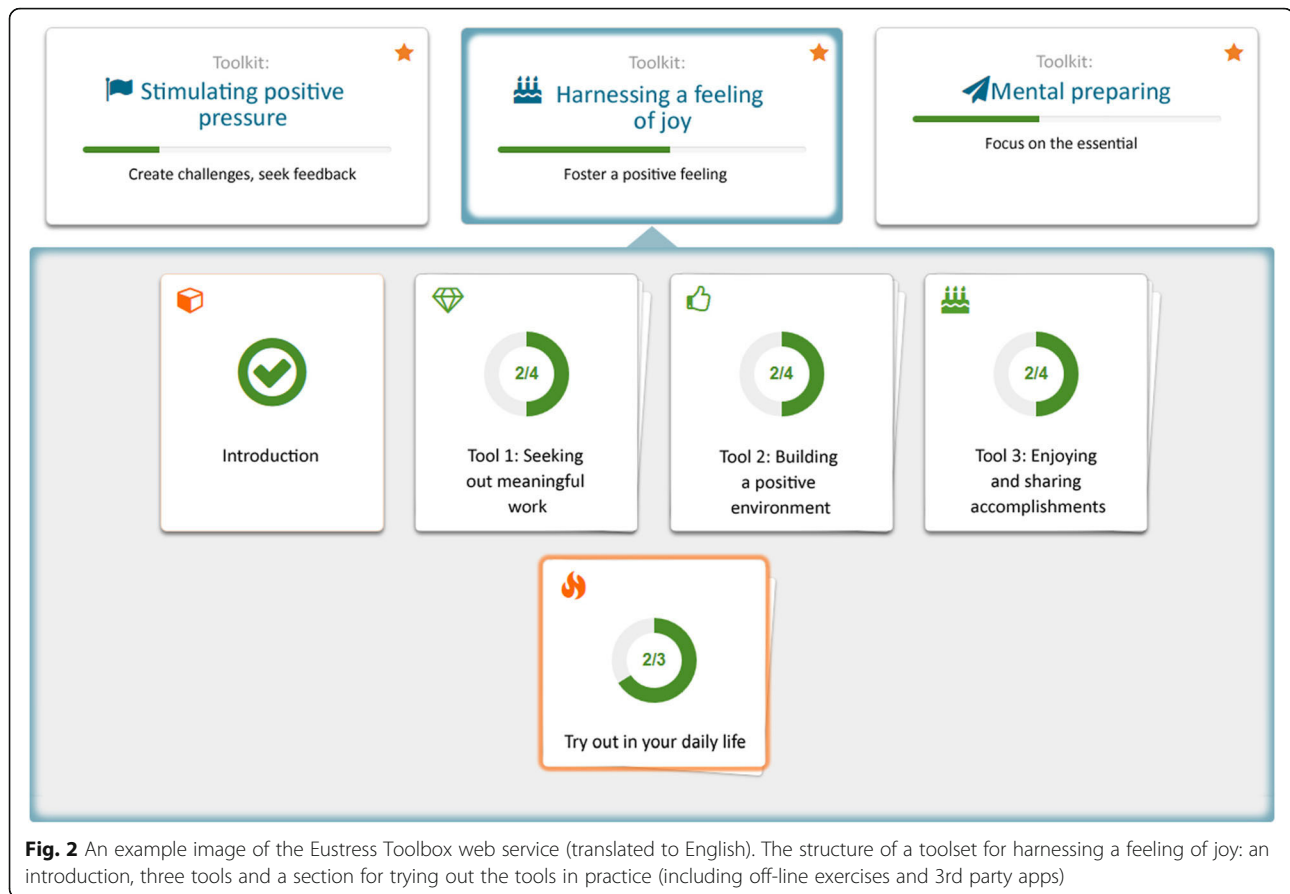 Toolkit:
Stimulating positive
pressure
Create challenges, seek feedback
Toolkit:
Harnessing a feeling
of joy
Foster a positive feeling
Toolkit:
Mental preparing
Focus on the essential
Introduction
2/4
Tool 1: Seeking
out meaningful
work
2/4
Tool 2: Building
a positive
environment
2/4
Tool 3: Enjoying
and sharing
accomplishments
2/3
Try out in your daily life
Fig. 2 An example image of the Eustress Toolbox web service (translated to English). The structure of a toolset for harnessing a feeling of joy: an
introduction, three tools and a section for trying out the tools in practice (including off-line exercises and 3rd party apps)